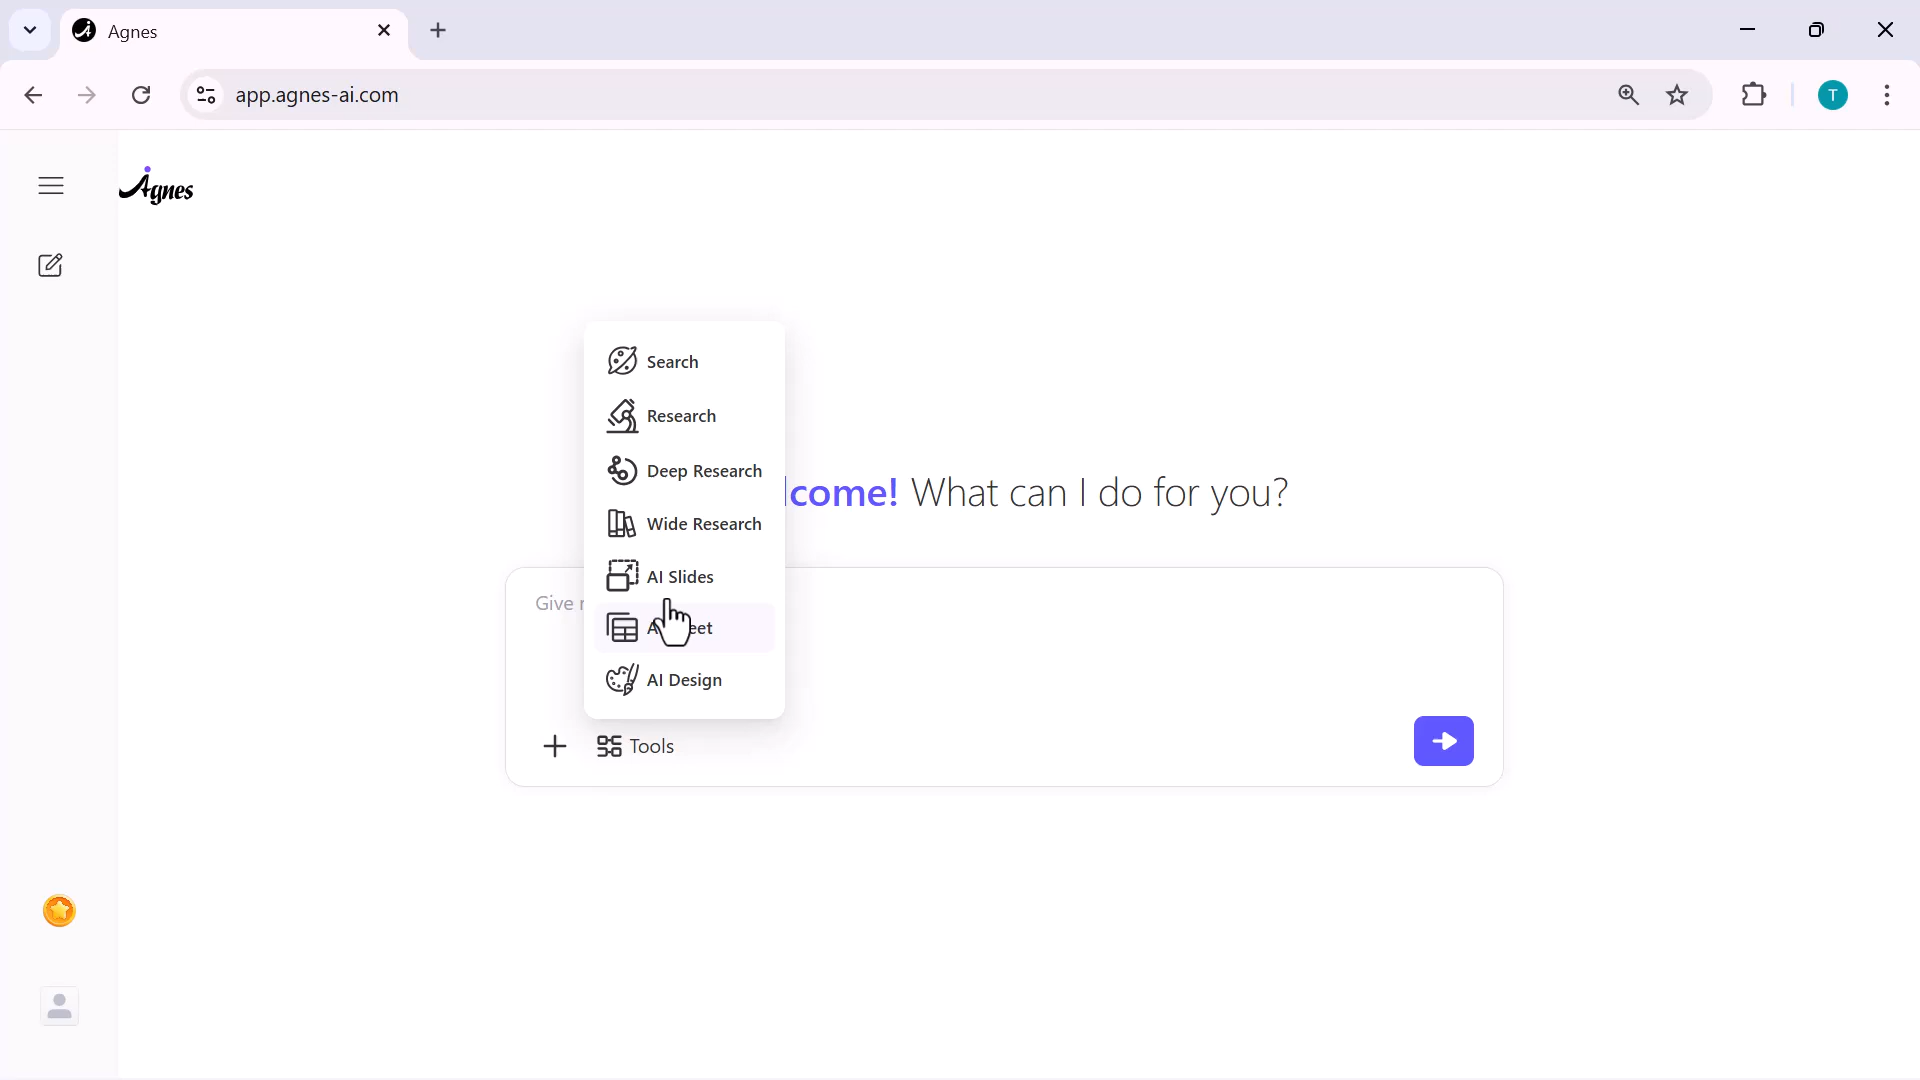 Agnes
app.agnes-ai.com
T
Agnes
Search
Research
Deep Research
Wide Research
come! What can I do for you?
AI Slides
Give
AI Design
Tools